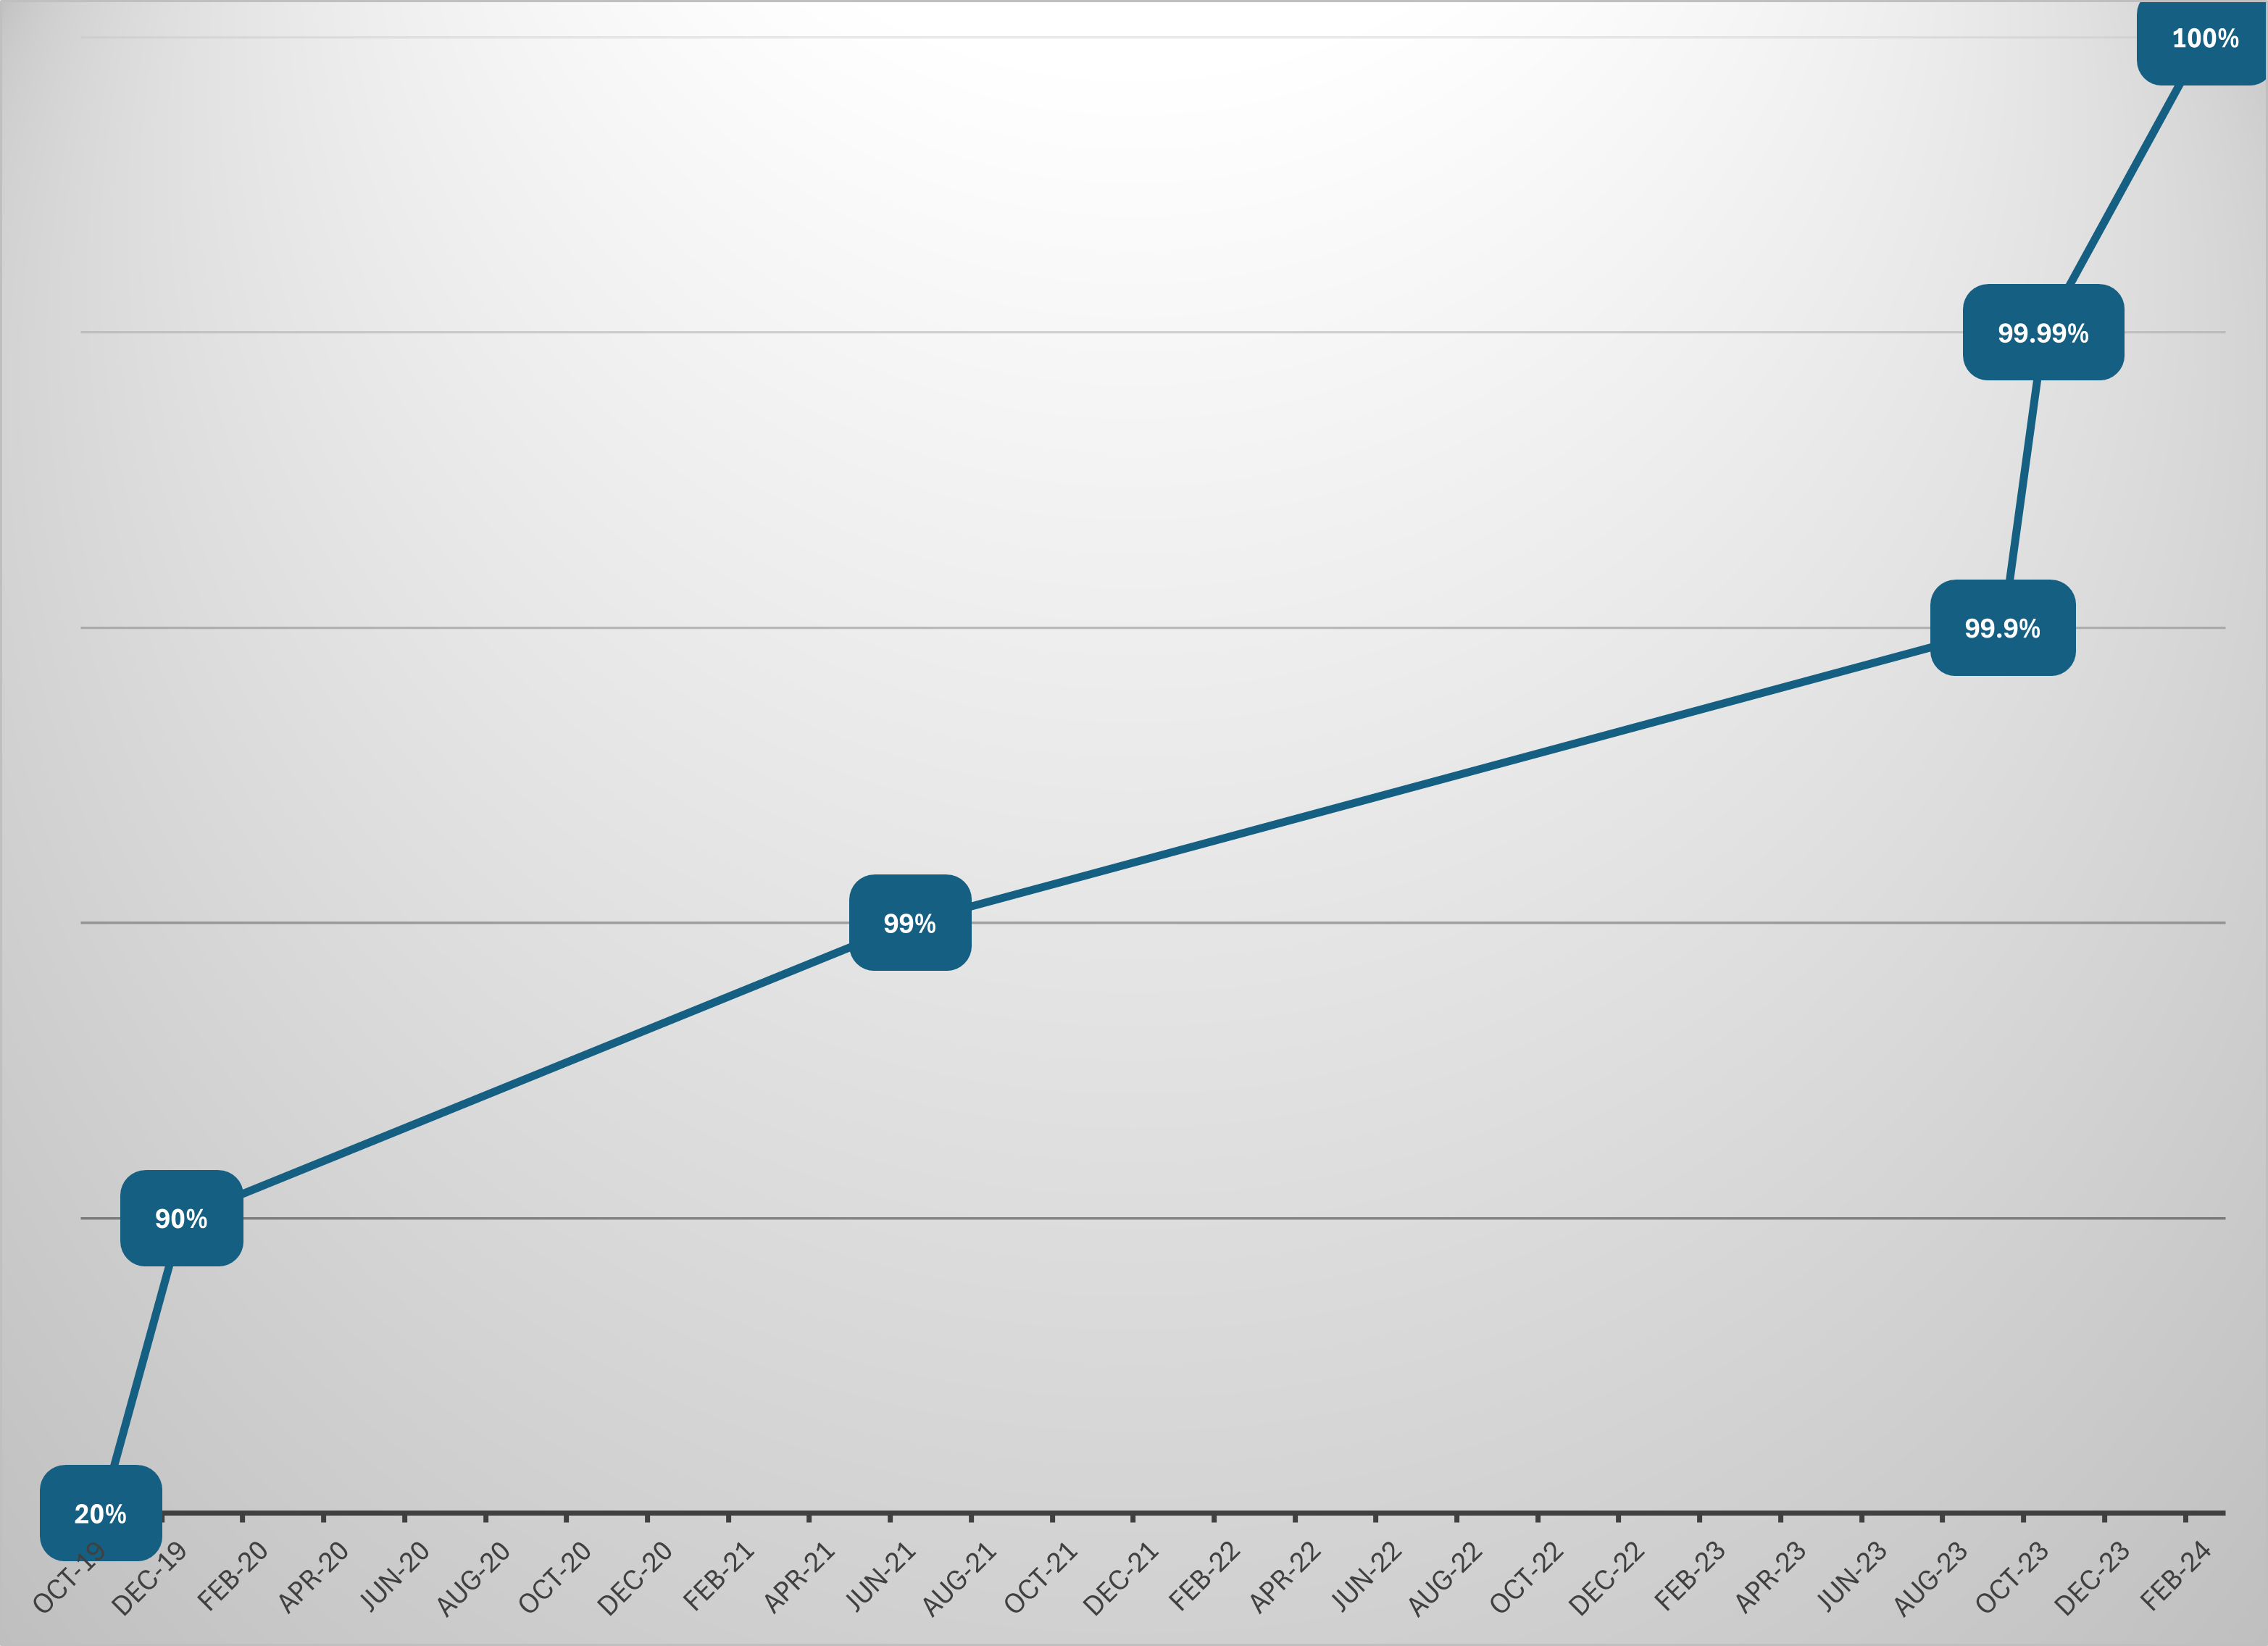 100%
99.99%
99.9%
99%
90%
20%
OCT-19
DEC-19
FEB-20
APR-20
JUN-20
AUG-20
OCT-20
DEC-20
FEB-21
APR-21
JUN-21
AUG-21
OCT-21
DEC-21
FEB-22
APR-22
JUN-22
AUG-22
OCT-22
DEC-22
FEB-23
APR-23
JUN-23
AUG-23
OCT-23
DEC-23
FEB-24